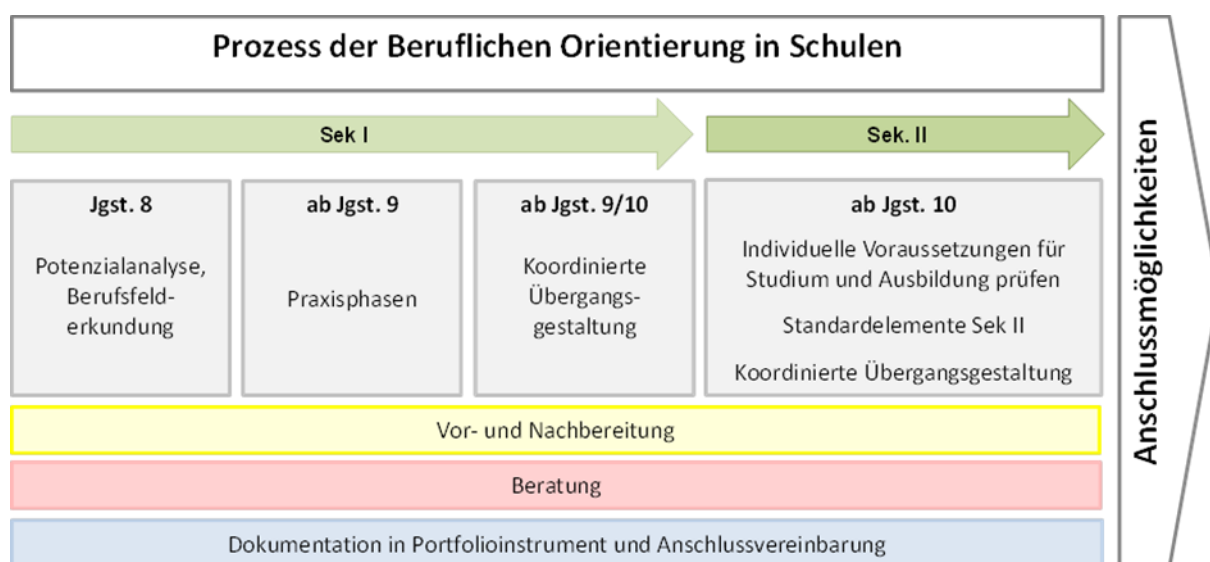 Prozess der Beruflichen Orientierung in Schulen
Sek I
Sek. II
Jgst. 8
Potenzialanalyse,
Berufsfeld-
erkundung
ab Jgst. 9
Praxisphasen
ab Jgst. 9/10
Koordinierte
Übergangs-
gestaltung
ab Jgst. 10
Individuelle Voraussetzungen für
Studium und Ausbildung prüfen
Standardelemente Sek II
Koordinierte Übergangsgestaltung
Vor- und Nachbereitung
Beratung
Dokumentation in Portfolioinstrument und Anschlussvereinbarung
Anschlussmöglichkeiten